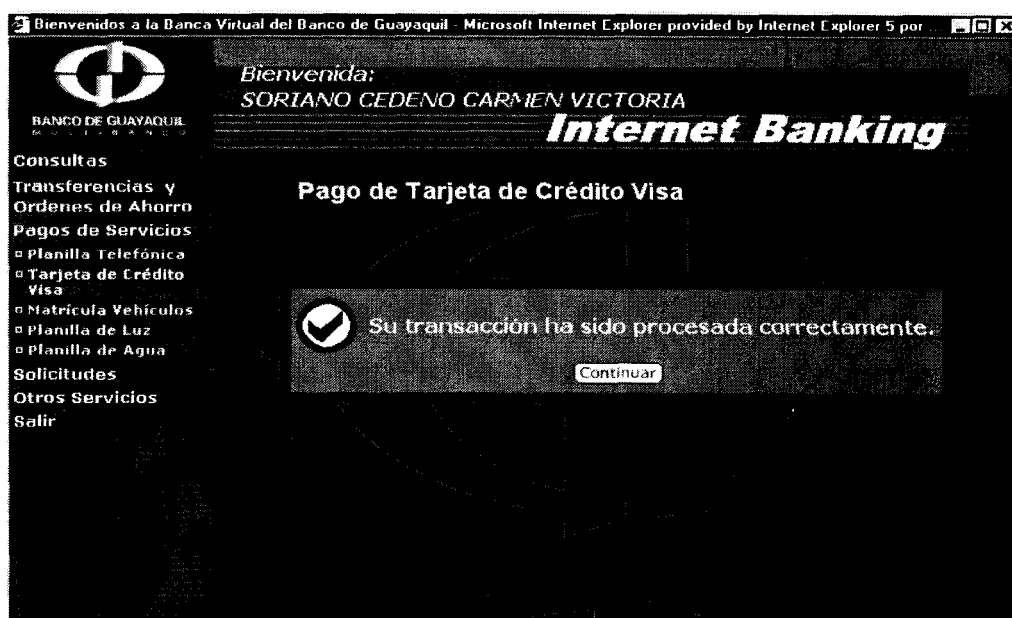 Bienvenidos a la Banca Virtual del Banco de Guayaquil - Microsoft Internet Explorer provided by Internet Explorer 5 por
BANCO DE GUAYAQUIL
MULTIBANCO
Bienvenida:
SORIANO CEDENO CARMEN VICTORIA
Internet Banking
Consultas
Transferencias y
Ordenes de Ahorro
Pagos de Servicios
Planilla Telefónica
Tarjeta de Crédito
Visa
Matrícula Vehículos
Planilla de Luz
Planilla de Agua
Solicitudes
Otros Servicios
Salir
Pago de Tarjeta de Crédito Visa
Su transacción ha sido procesada correctamente.
Continuar